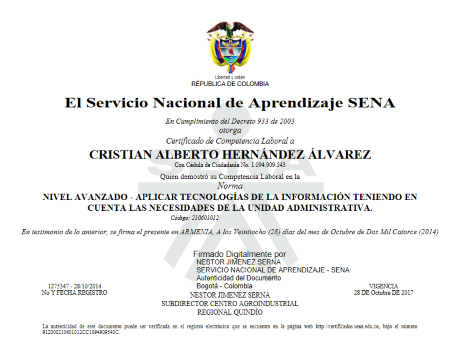 Libertad y orden
REPÚBLICA DE COLOMBIA
El Servicio Nacional de Aprendizaje SENA
En Cumplimiento del Decreto 933 de 2003
otorga
Certificado de Competencia Laboral a
CRISTIAN ALBERTO HERNÁNDEZ ÁLVAREZ
Con Cédula de Ciudadanía No. 1.094.909.543
Quien demostró su Competencia Laboral en la
Norma
NIVEL AVANZADO - APLICAR TECNOLOGÍAS DE LA INFORMACIÓN TENIENDO EN
CUENTA LAS NECESIDADES DE LA UNIDAD ADMINISTRATIVA.
Código: 210601012
En testimonio de lo anterior, se firma el presente en ARMENIA, A los Veintiocho (28) días del mes de Octubre de Dos Mil Catorce (2014)
Firmado Digitalmente por
NESTOR JIMENEZ SERNA
SERVICIO NACIONAL DE APRENDIZAJE - SENA
Autenticidad del Documento
Bogotá - Colombia
NESTOR JIMENEZ SERNA
SUBDIRECTOR CENTRO AGROINDUSTRIAL
REGIONAL QUINDÍO
1275347 - 28/10/2014
No Y FECHA REGISTRO
VIGENCIA
28 DE Octubre DE 2017
La autenticidad de este documento puede ser verificada en el registro electrónico que se encuentra en la página web http://certificados.sena.edu.co, bajo el número